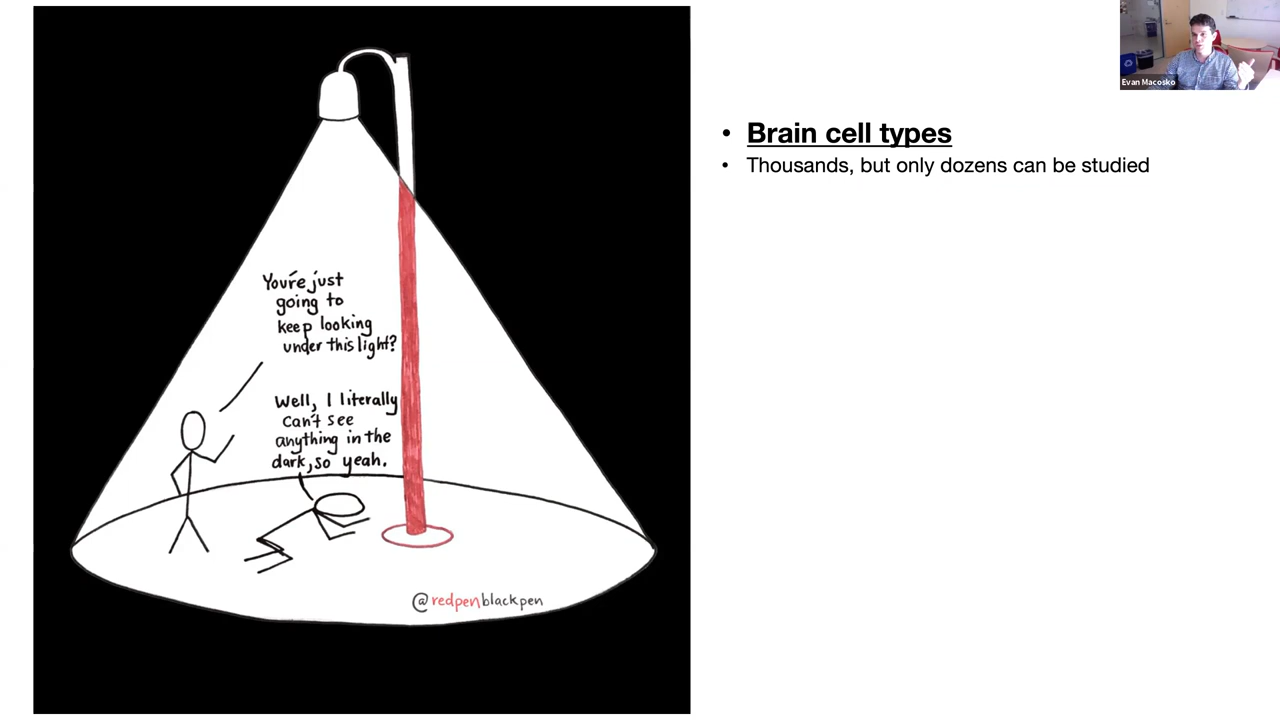 You're just
going to
keep looking
under this light?
Well, I literally
can't see
anything in the
dark, so yeah.
@redpenblackpen
• Brain cell types
• Thousands, but only dozens can be studied
Evan Macosko